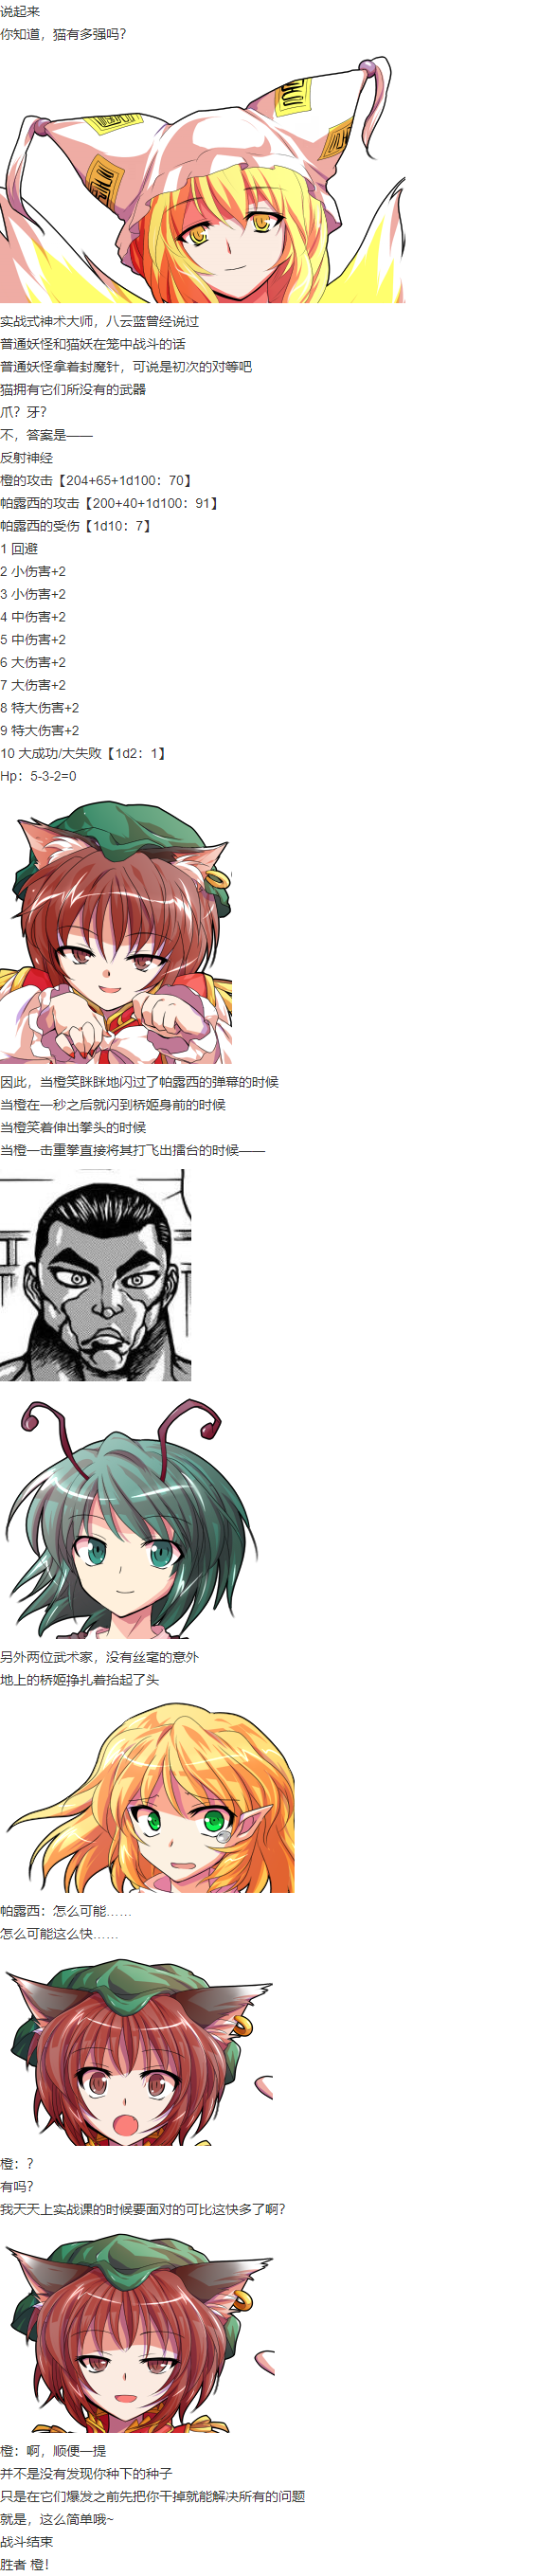 说起来
你知道，猫有多强吗？
实战式神术大师，八云蓝曾经说过
普通妖怪和猫妖在笼中战斗的话
普通妖怪拿着封魔针，可说是初次的对等吧
猫拥有它们所没有的武器
爪？牙？
不，答案是——
反射神经
橙的攻击【204+65+1d100：70】
帕露西的攻击【200+40+1d100：91】
帕露西的受伤【1d10：7】
1 回避
2 小伤害+2
3 小伤害+2
4 中伤害+2
5 中伤害+2
6 大伤害+2
7 大伤害+2
8 特大伤害+2
9 特大伤害+2
10 大成功/大失败【1d2：1】
Hp：5-3-2=0
因此，当橙笑眯眯地闪过了帕露西的弹幕的时候
当橙在一秒之后就闪到桥姬身前的时候
当橙笑着伸出拳头的时候
当橙一击重拳直接将其打飞出擂台的时候——
另外两位武术家，没有丝毫的意外
地上的桥姬挣扎着抬起了头
帕露西：怎么可能……
怎么可能这么快……
橙：？
有吗？
我天天上实战课的时候要面对的可比这快多了啊？
橙：啊，顺便一提
并不是没有发现你种下的种子
只是在它们爆发之前先把你干掉就能解决所有的问题
就是，这么简单哦~
战斗结束
胜者 橙！